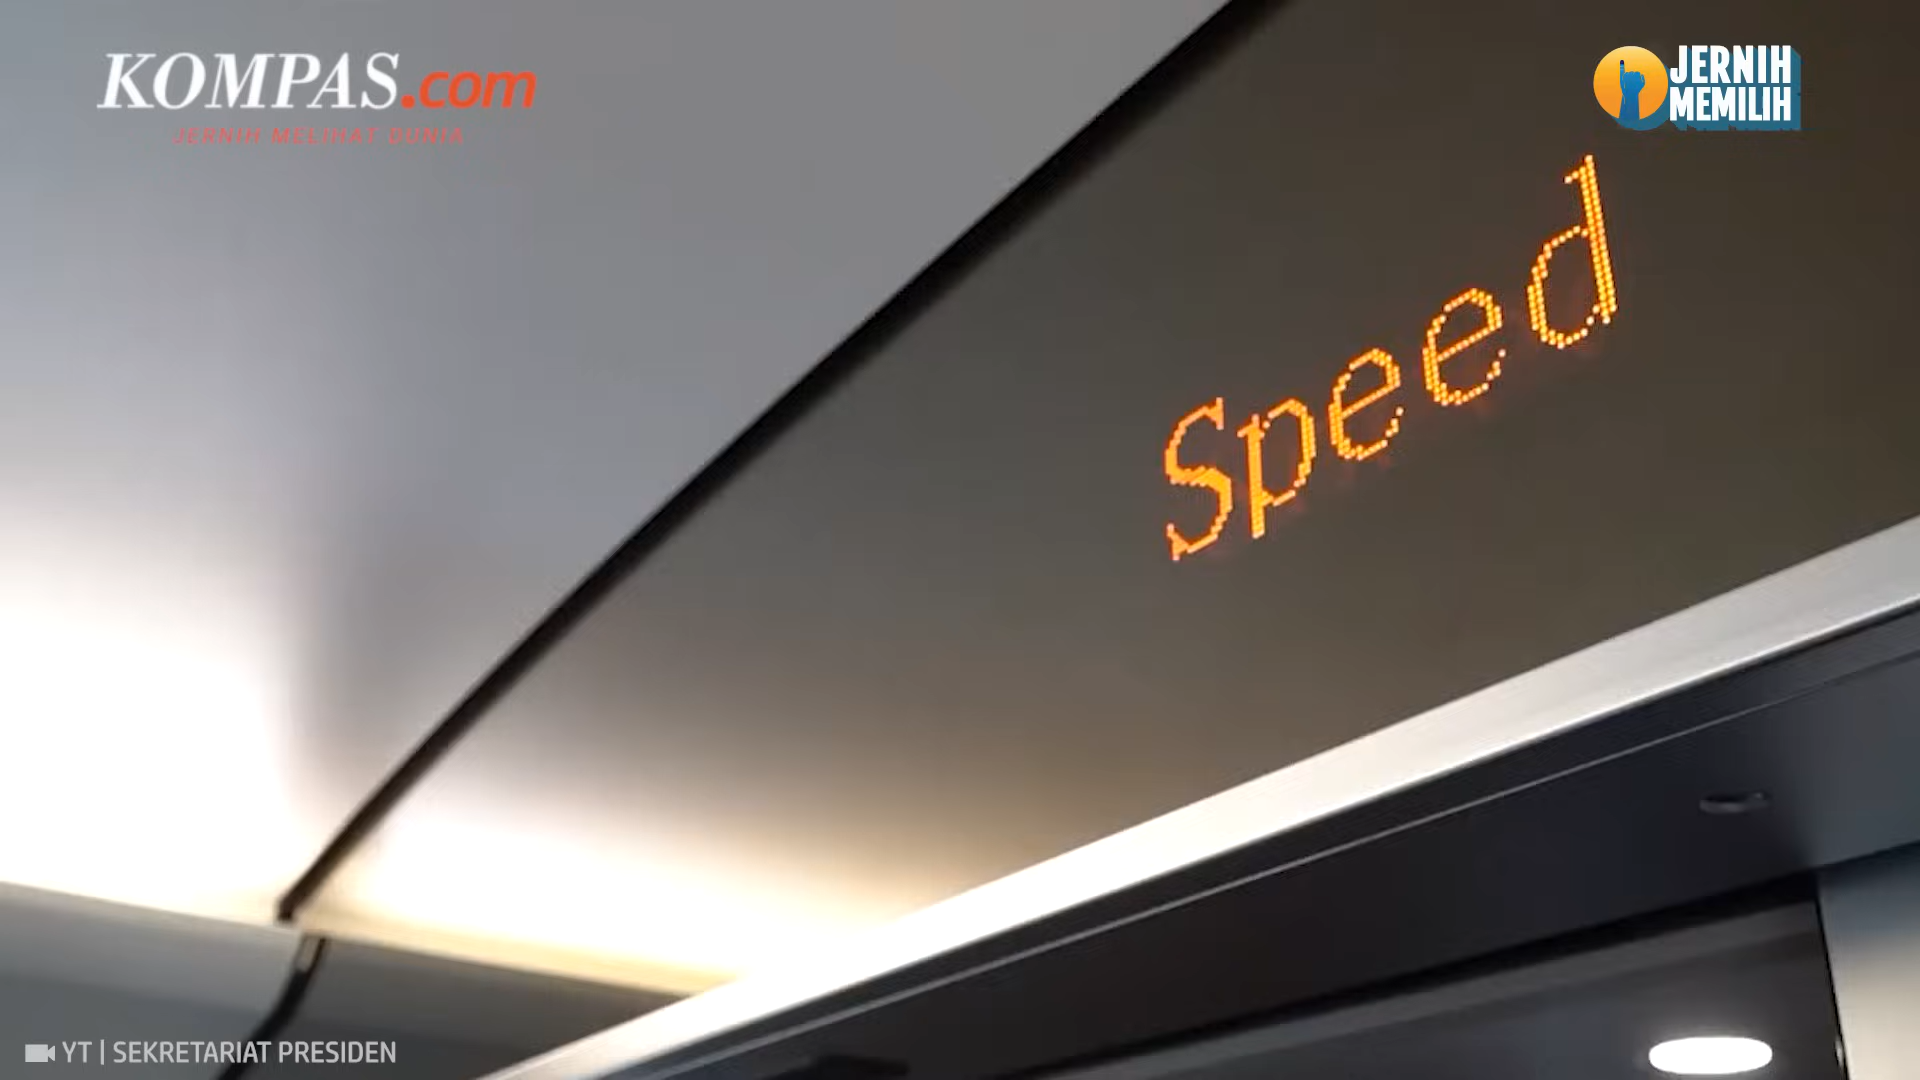 KOMPAS.com
JERNIH MELIHAT DUNIA
JERNIH
MEMILIH
Speed
YT | SEKRETARIAT PRESIDEN